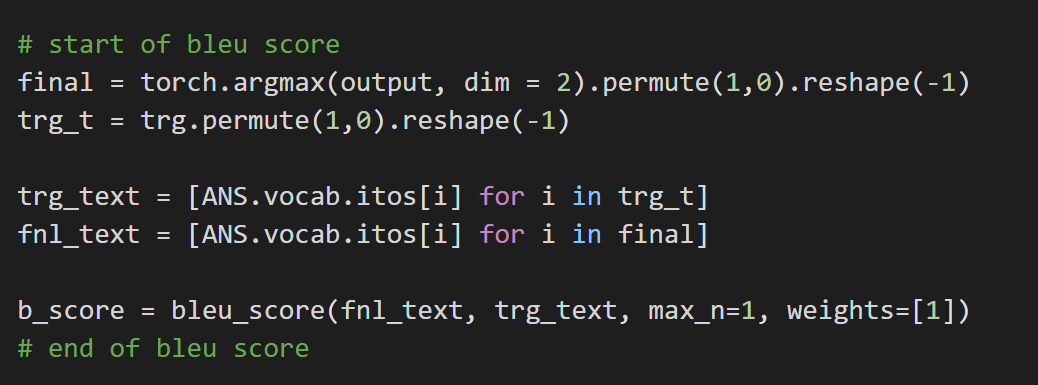 # start of bleu score
final = torch.argmax(output, dim = 2).permute(1,0).reshape(-1)
trg_t = trg.permute(1,0).reshape(-1)
trg_text = [ANS.vocab.itos[i] for i in trg_t]
fnl_text = [ANS.vocab.itos[i] for i in final]
b_score = bleu_score(fnl_text, trg_text, max_n=1, weights=[1])
# end of bleu score